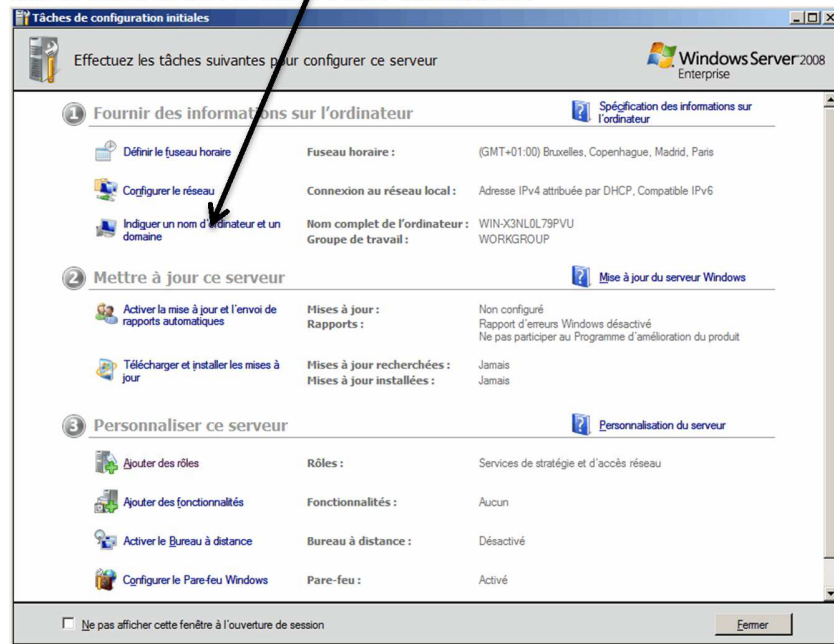 Tâches de configuration initiales
Effectuez les tâches suivantes pour configurer ce serveur
Windows Server 2008
Enterprise
1 Fournir des informations sur l'ordinateur
Spécification des informations sur
l'ordinateur
Définir le fuseau horaire Fuseau horaire : (GMT+01:00) Bruxelles, Copenhague, Madrid, Paris
Configurer le réseau Connexion au réseau local : Adresse IPv4 attribuée par DHCP, Compatible IPv6
Indiquer un nom d'ordinateur et un Nom complet de l'ordinateur : WIN-X3NL0L79PVU
domaine Groupe de travail : WORKGROUP
2 Mettre à jour ce serveur Mise à jour du serveur Windows
Activer la mise à jour et l'envoi de Mises à jour : Non configuré
rapports automatiques Rapports : Rapport d'erreurs Windows désactivé
Ne pas participer au Programme d'amélioration du produit
Télécharger et installer les mises à Mises à jour recherchées : Jamais
jour Mises à jour installées : Jamais
3 Personnaliser ce serveur Personnalisation du serveur
Ajouter des rôles Rôles : Services de stratégie et d'accès réseau
Ajouter des fonctionnalités Fonctionnalités : Aucun
Activer le Bureau à distance Bureau à distance : Désactivé
Configurer le Pare-feu Windows Pare-feu : Activé
Ne pas afficher cette fenêtre à l'ouverture de session Fermer